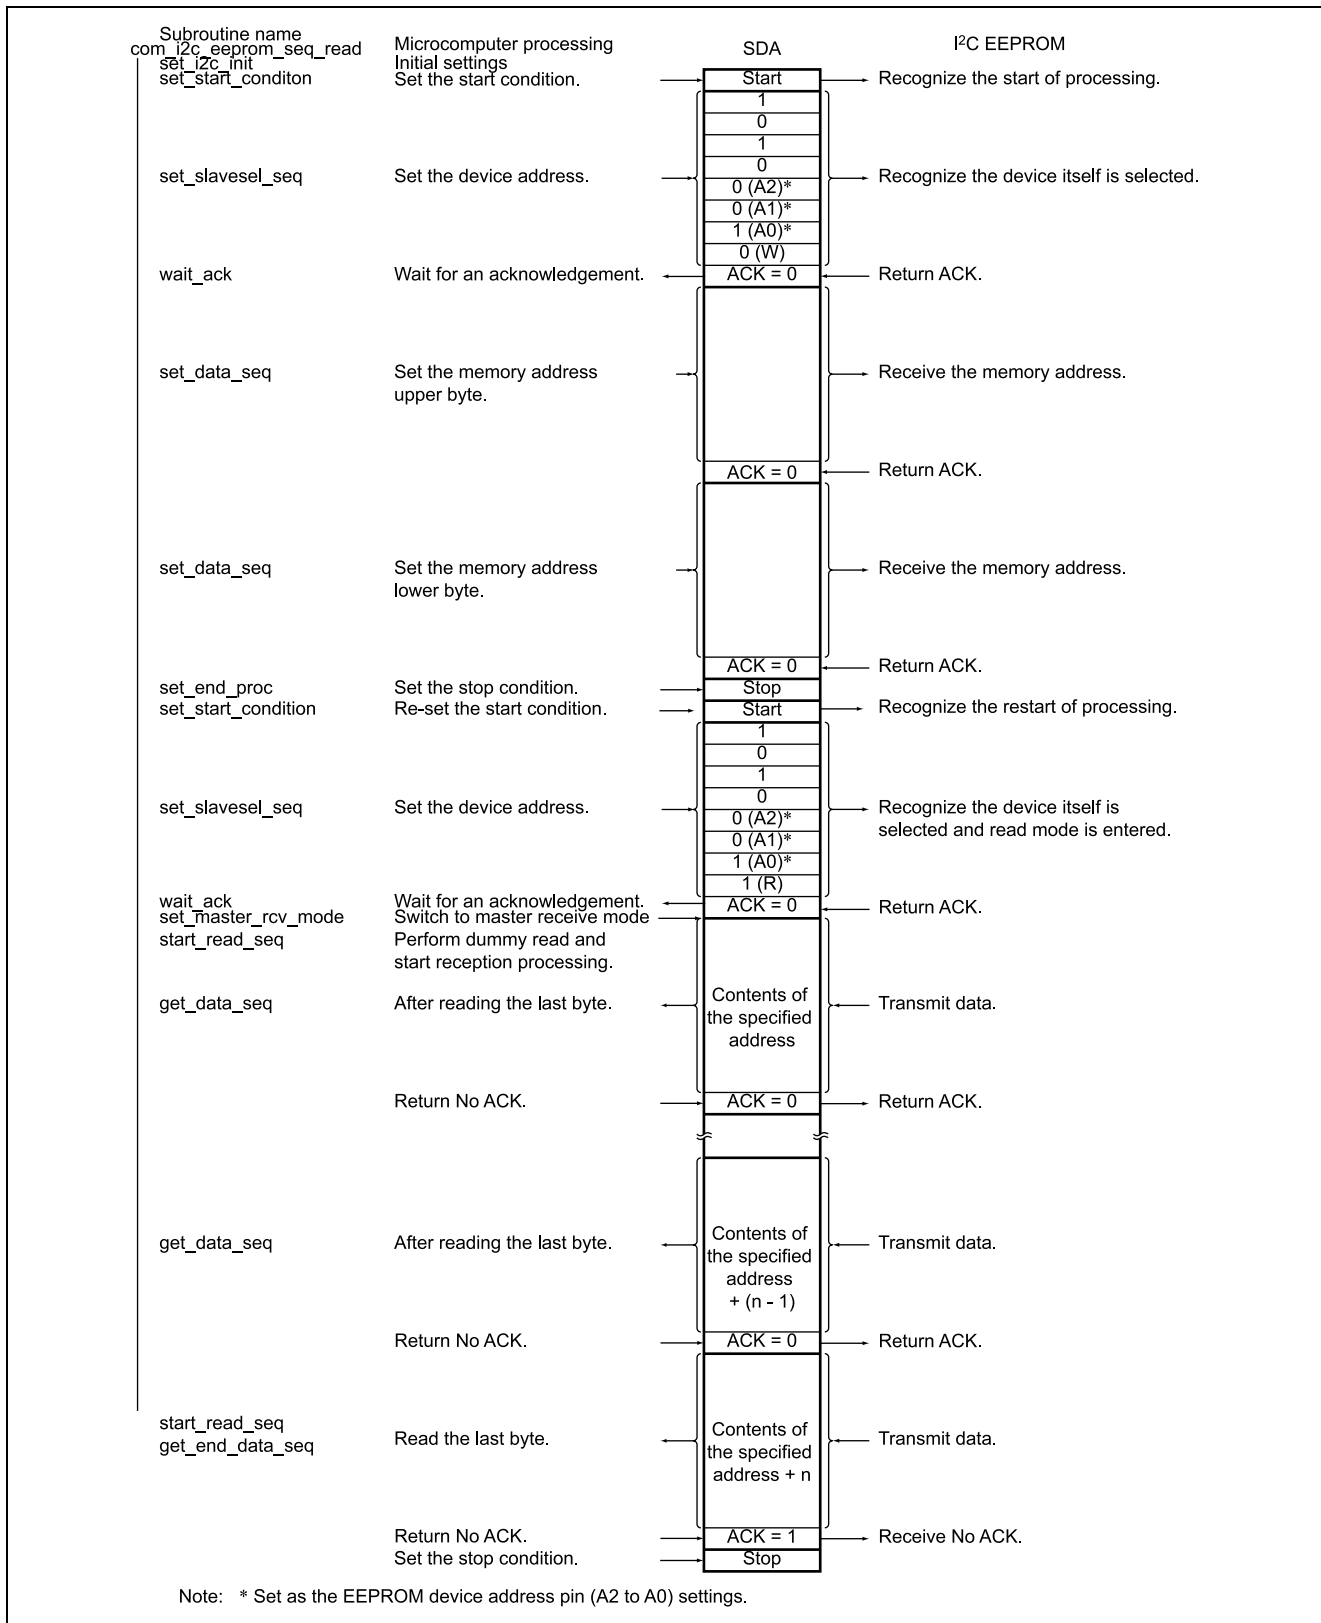 Subroutine name
com_i2c_eeprom_seq_read Microcomputer processing SDA I²C EEPROM
set_i2c_init Initial settings
set_start_conditon Set the start condition. Start Recognize the start of processing.
1
0
1
0
set_slavesel_seq Set the device address. Recognize the device itself is selected.
0 (A2)*
0 (A1)*
1 (A0)*
0 (W)
wait_ack Wait for an acknowledgement. ACK = 0 Return ACK.
set_data_seq Set the memory address Receive the memory address.
upper byte.
ACK = 0 Return ACK.
set_data_seq Set the memory address Receive the memory address.
lower byte.
ACK = 0 Return ACK.
set_end_proc Set the stop condition. Stop
set_start_condition Re-set the start condition. Start Recognize the restart of processing.
1
0
1
0
set_slavesel_seq Set the device address. Recognize the device itself is
0 (A2)* selected and read mode is entered.
0 (A1)*
1 (A0)*
1 (R)
wait_ack Wait for an acknowledgement. ACK = 0 Return ACK.
set_master_rcv_mode Switch to master receive mode
start_read_seq Perform dummy read and
start reception processing.
get_data_seq After reading the last byte. Contents of Transmit data.
the specified
address
Return No ACK. ACK = 0 Return ACK.
get_data_seq After reading the last byte. Contents of Transmit data.
the specified
address
+ (n - 1)
Return No ACK. ACK = 0 Return ACK.
start_read_seq Contents of
get_end_data_seq Read the last byte. the specified Transmit data.
address + n
Return No ACK. ACK = 1 Receive No ACK.
Set the stop condition. Stop
Note: * Set as the EEPROM device address pin (A2 to A0) settings.